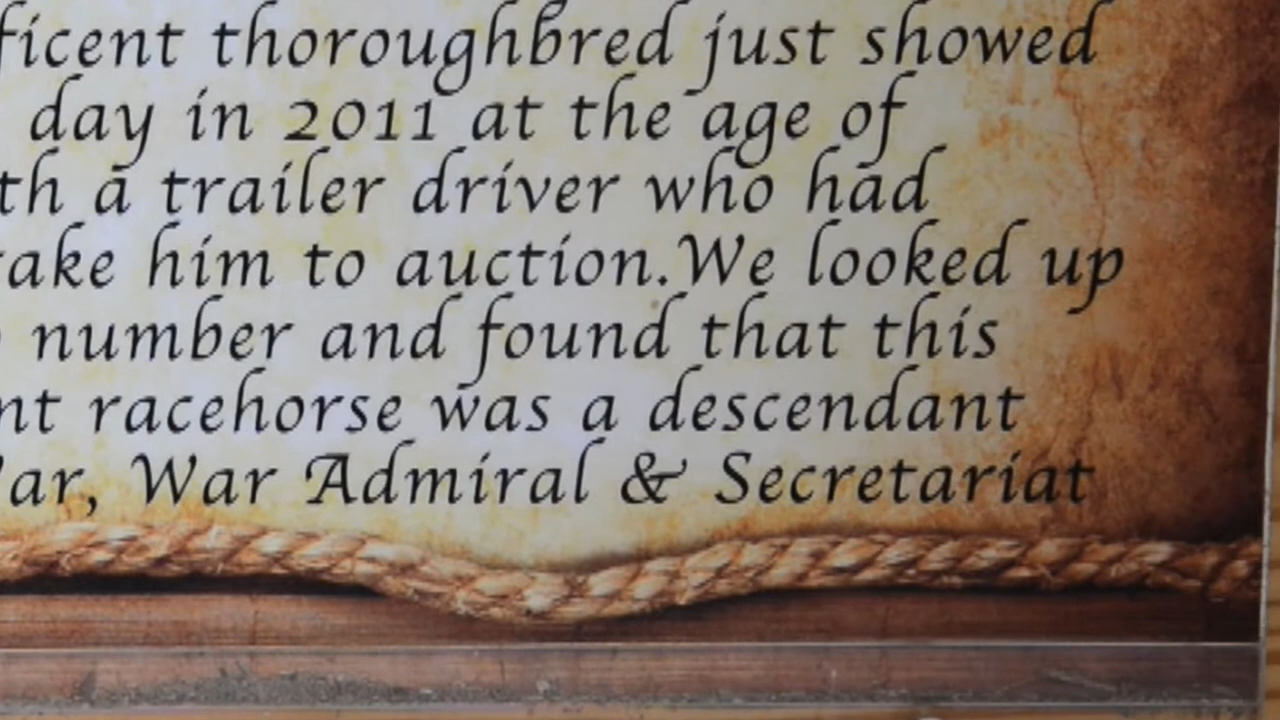 ficent thoroughbred just showed
day in 2011 at the age of
th a trailer driver who had
ake him to auction.We looked up
number and found that this
nt racehorse was a descendant
ar, War Admiral & Secretariat